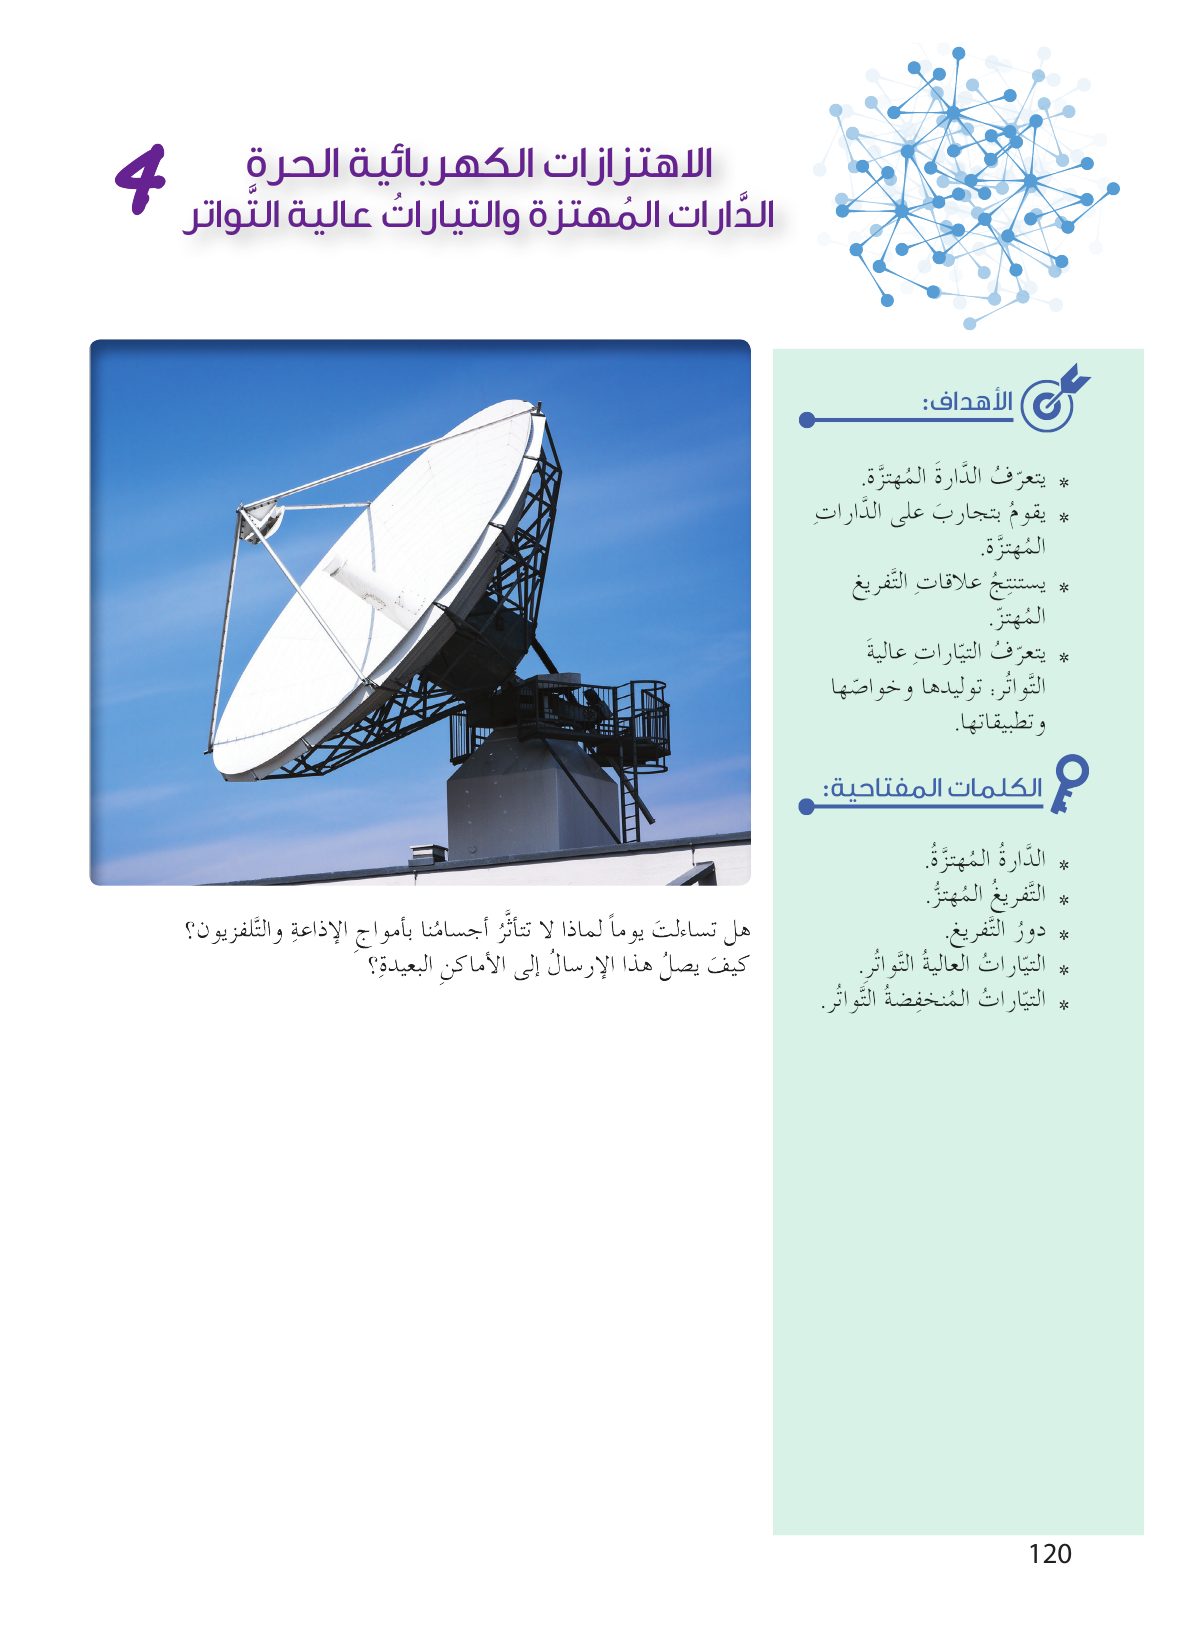 4
الاهتزازات الكهربائية الحرة
الدَّارات المُهتزة والتياراتُ عالية التَّواتر
الأهداف:
* يتعرّفُ الدَّارةَ المُهتزَّة.
* يقومُ بتجاربَ على الدَّاراتِ
المُهتزَّة.
* يستنتِجُ علاقاتِ التَّفريغ
المُهتزّ.
* يتعرّفُ التيّاراتِ عاليةَ
التَّواتُر: توليدها وخواصّها
وتطبيقاتها.
الكلمات المفتاحية:
* الدَّارةُ المُهتزَّةُ.
* التَّفريغُ المُهتزُّ.
* دورُ التَّفريغ.
* التيّاراتُ العاليةُ التَّواتُرِ.
* التيّاراتُ المُنخفِضةُ التَّواتُر.
هل تساءلتَ يوماً لماذا لا تتأثَّرُ أجسامُنا بأمواجِ الإذاعةِ والتَّلفزيون؟
كيفَ يصلُ هذا الإرسالُ إلى الأماكنِ البعيدةِ؟
120